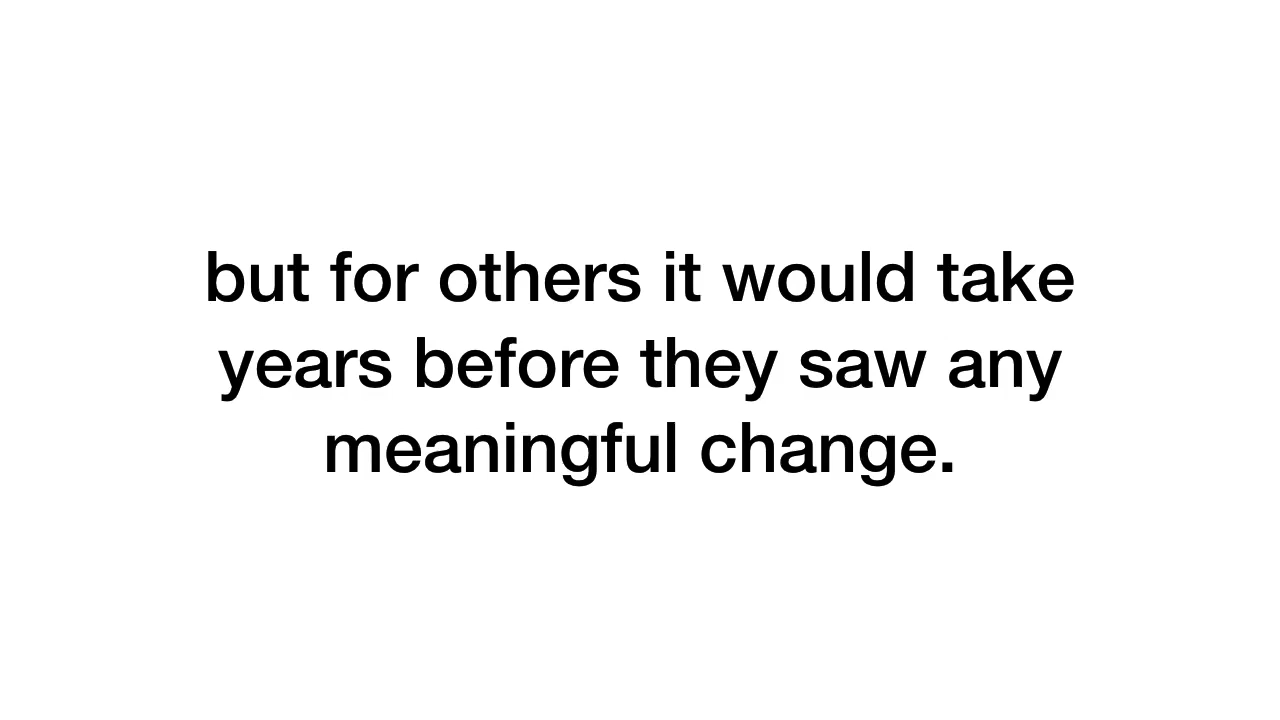 but for others it would take
years before they saw any
meaningful change.